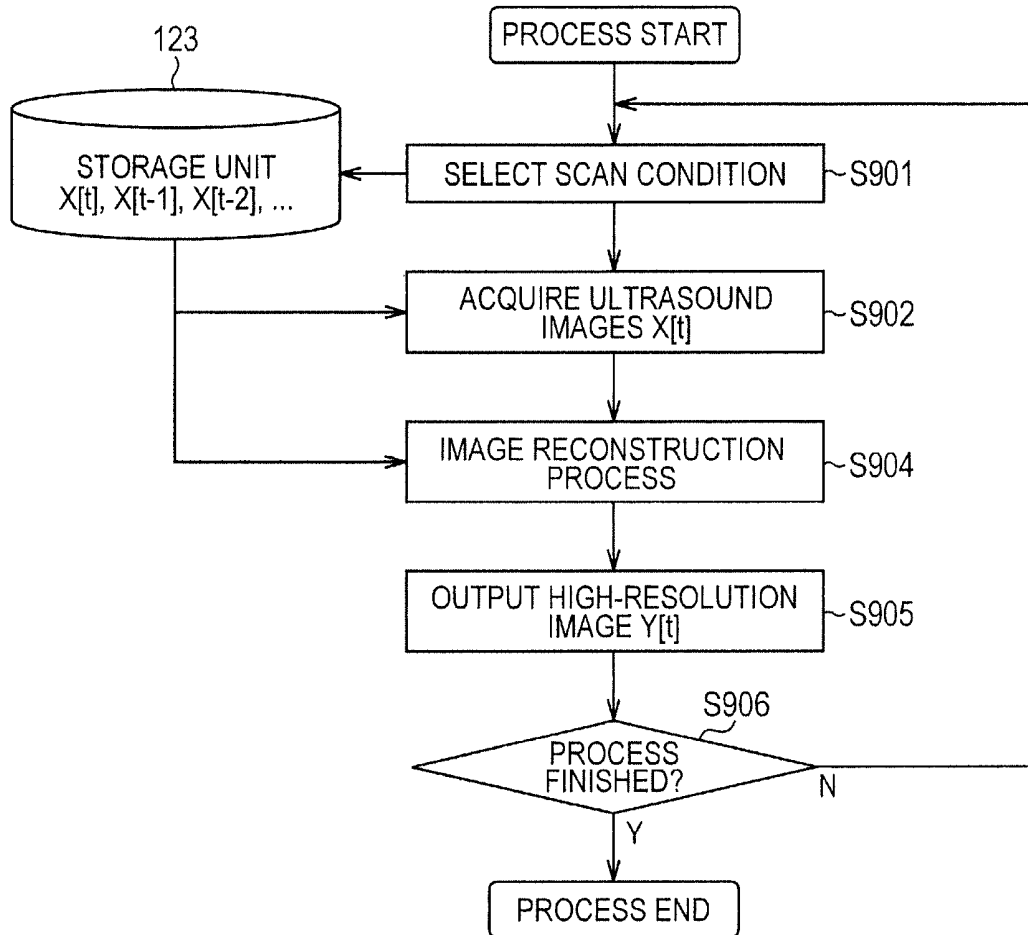 PROCESS START
123
STORAGE UNIT
X[t], X[t-1], X[t-2], ...
SELECT SCAN CONDITION
S901
ACQUIRE ULTRASOUND
IMAGES X[t]
S902
IMAGE RECONSTRUCTION
PROCESS
S904
OUTPUT HIGH-RESOLUTION
IMAGE Y[t]
S905
S906
PROCESS
FINISHED?
N
Y
PROCESS END